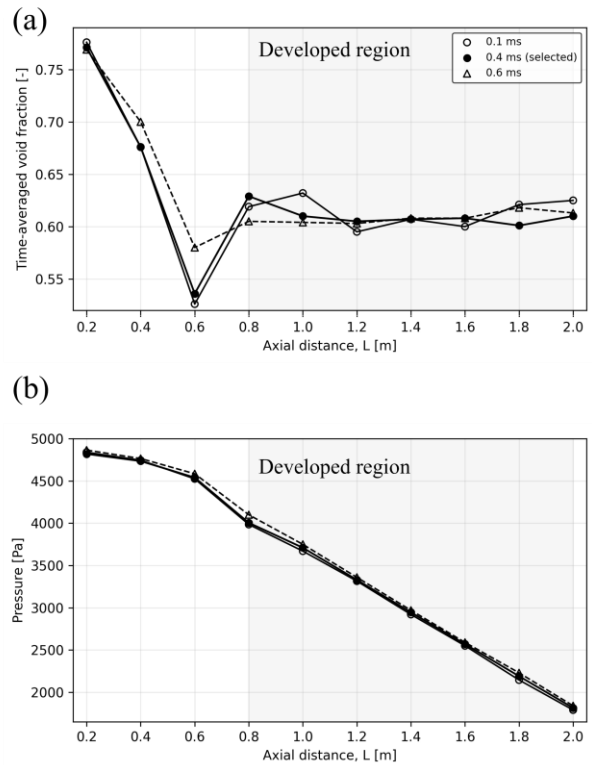 (a)
Developed region
0.1 ms
0.4 ms (selected)
0.6 ms
Time-averaged void fraction [-]
0.75
0.70
0.65
0.60
0.55
0.2 0.4 0.6 0.8 1.0 1.2 1.4 1.6 1.8 2.0
Axial distance, L [m]
(b)
Developed region
Pressure [Pa]
5000
4500
4000
3500
3000
2500
2000
0.2 0.4 0.6 0.8 1.0 1.2 1.4 1.6 1.8 2.0
Axial distance, L [m]